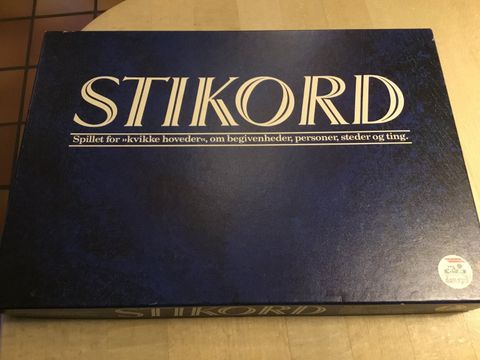 STIKORD
Spillet for »kvikke hoveder«, om begivenheder, personer, steder og ting.
STIKORD